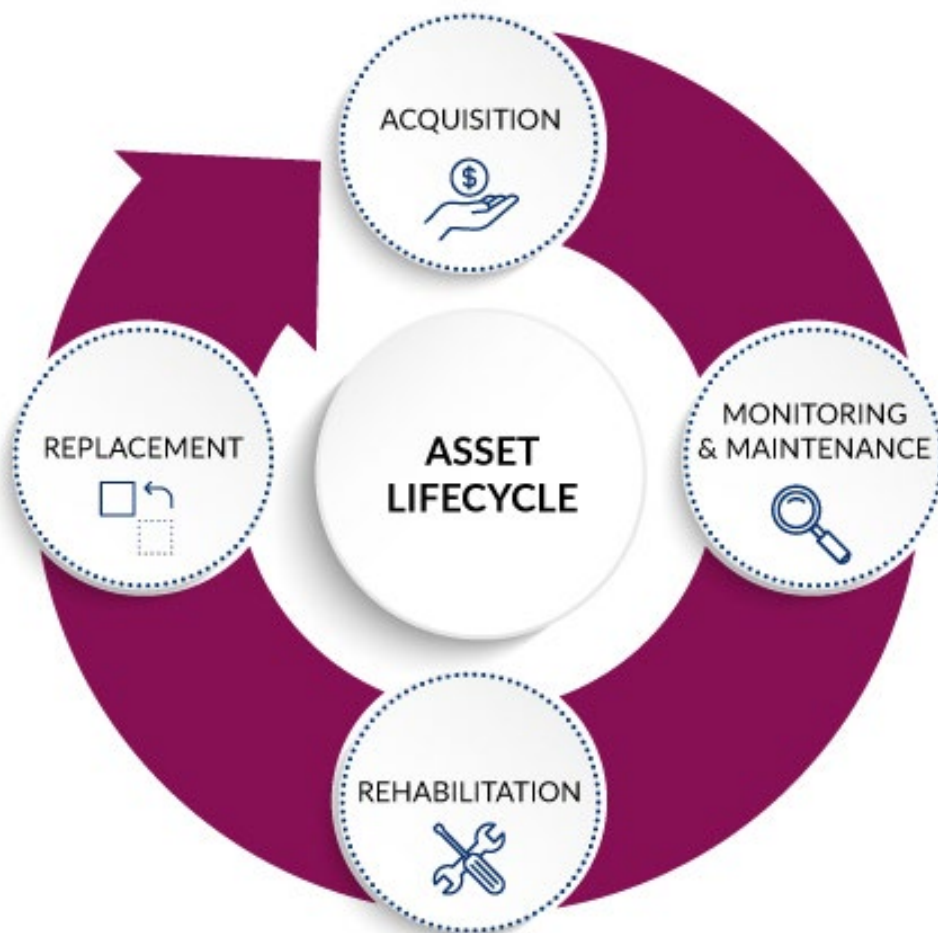 ACQUISITION
$
MONITORING
& MAINTENANCE
REHABILITATION
REPLACEMENT
ASSET
LIFECYCLE